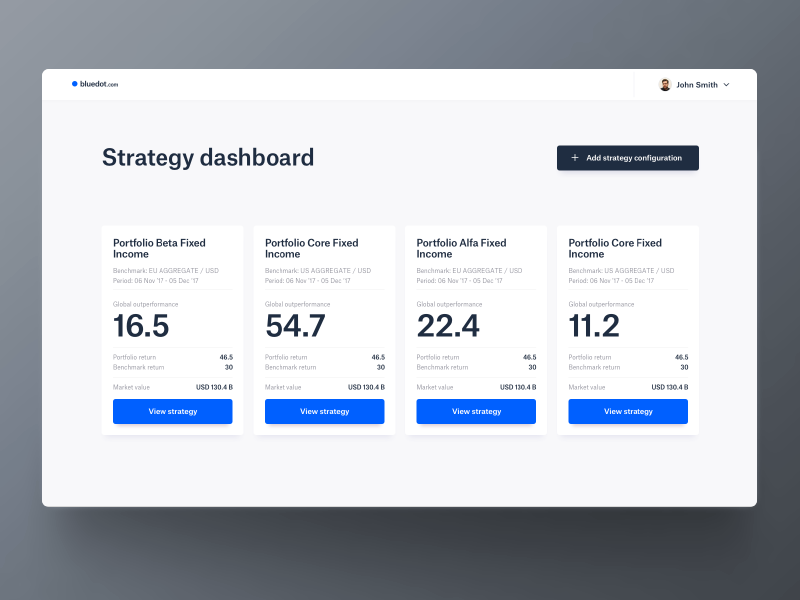 bluedot.com
John Smith
Strategy dashboard
+ Add strategy configuration
Portfolio Beta Fixed
Income
Benchmark: EU AGGREGATE / USD
Period: 06 Nov '17 - 05 Dec '17
Global outperformance
16.5
Portfolio return 46.5
Benchmark return 30
Market value USD 130.4 B
View strategy
Portfolio Core Fixed
Income
Benchmark: US AGGREGATE / USD
Period: 06 Nov '17 - 05 Dec '17
Global outperformance
54.7
Portfolio return 46.5
Benchmark return 30
Market value USD 130.4 B
View strategy
Portfolio Alfa Fixed
Income
Benchmark: EU AGGREGATE / USD
Period: 06 Nov '17 - 05 Dec '17
Global outperformance
22.4
Portfolio return 46.5
Benchmark return 30
Market value USD 130.4 B
View strategy
Portfolio Core Fixed
Income
Benchmark: US AGGREGATE / USD
Period: 06 Nov '17 - 05 Dec '17
Global outperformance
11.2
Portfolio return 46.5
Benchmark return 30
Market value USD 130.4 B
View strategy